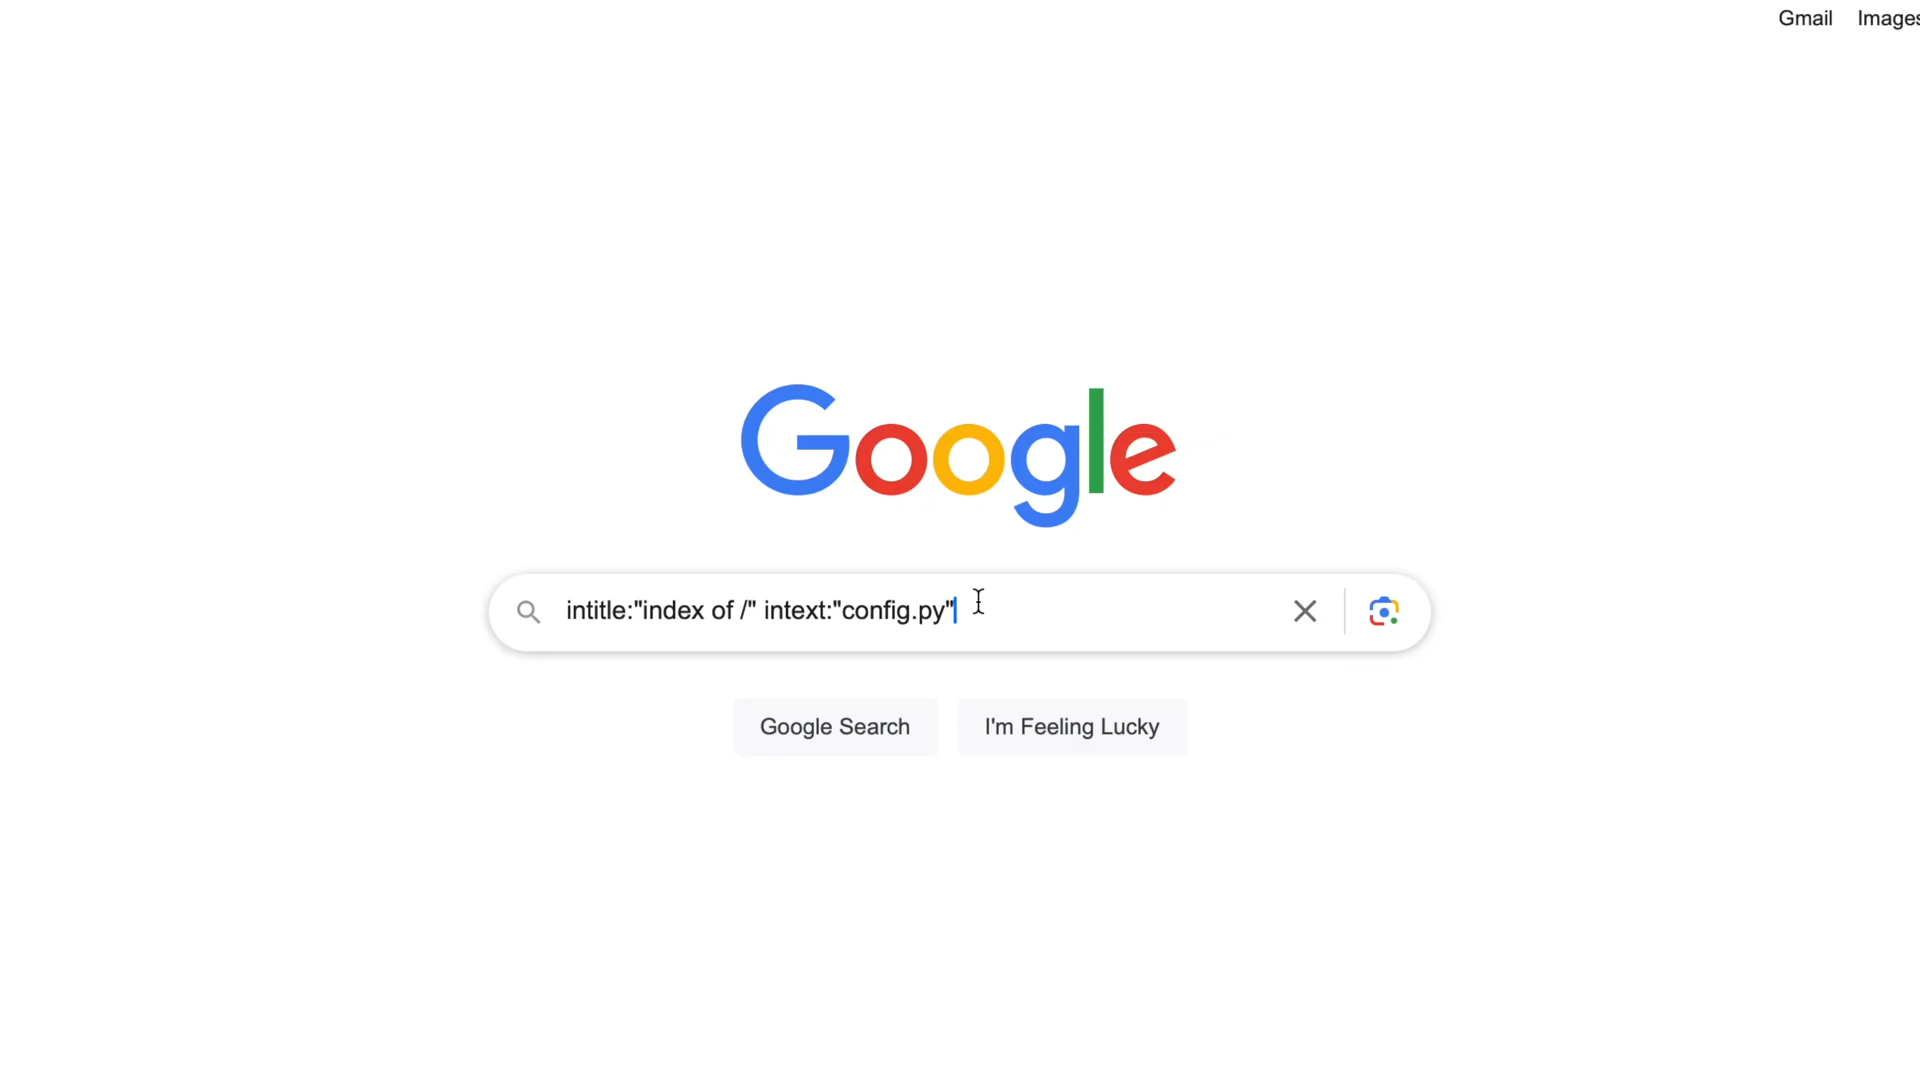 Gmail Images
Google
intitle:"index of /" intext:"config.py"
Google Search I'm Feeling Lucky